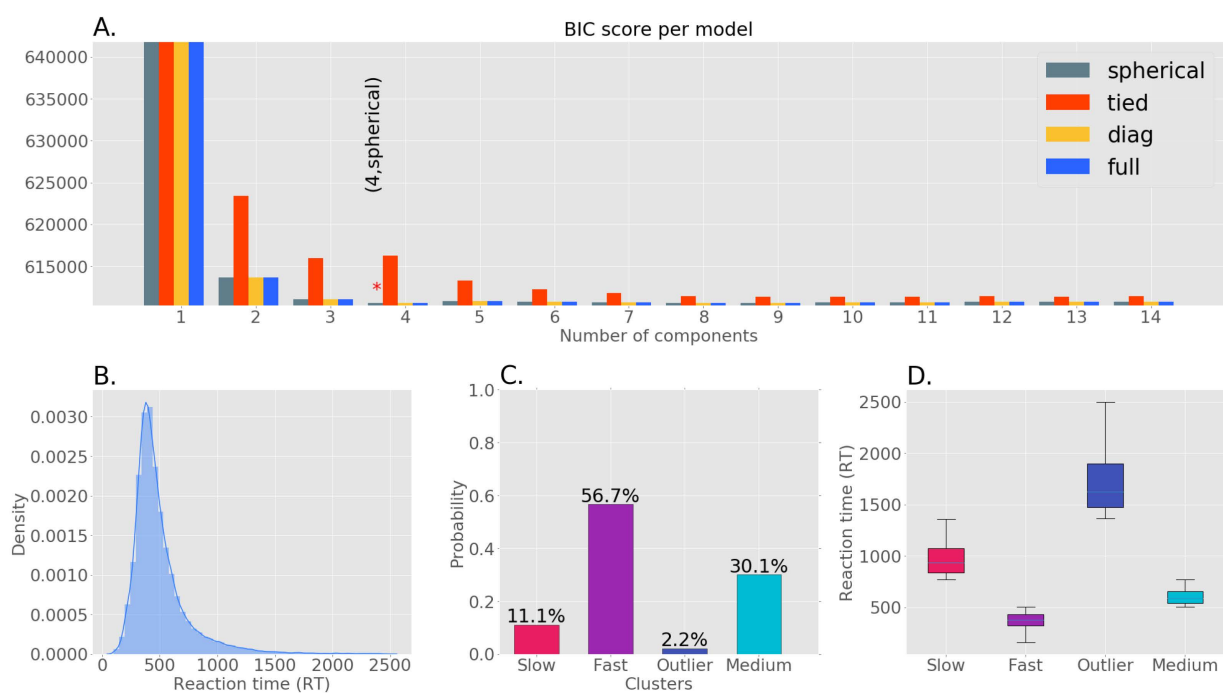 A.
BIC score per model
640000
635000
630000
625000
620000
615000
(4,spherical)
*
spherical
tied
diag
full
1 2 3 4 5 6 7 8 9 10 11 12 13 14
Number of components
B.
Density
0.0030
0.0025
0.0020
0.0015
0.0010
0.0005
0.0000
0 500 1000 1500 2000 2500
Reaction time (RT)
C.
Probability
1.0
0.8
0.6
0.4
0.2
0.0
11.1%
56.7%
2.2%
30.1%
Slow Fast Outlier Medium
Clusters
D.
Reaction time (RT)
2500
2000
1500
1000
500
Slow Fast Outlier Medium